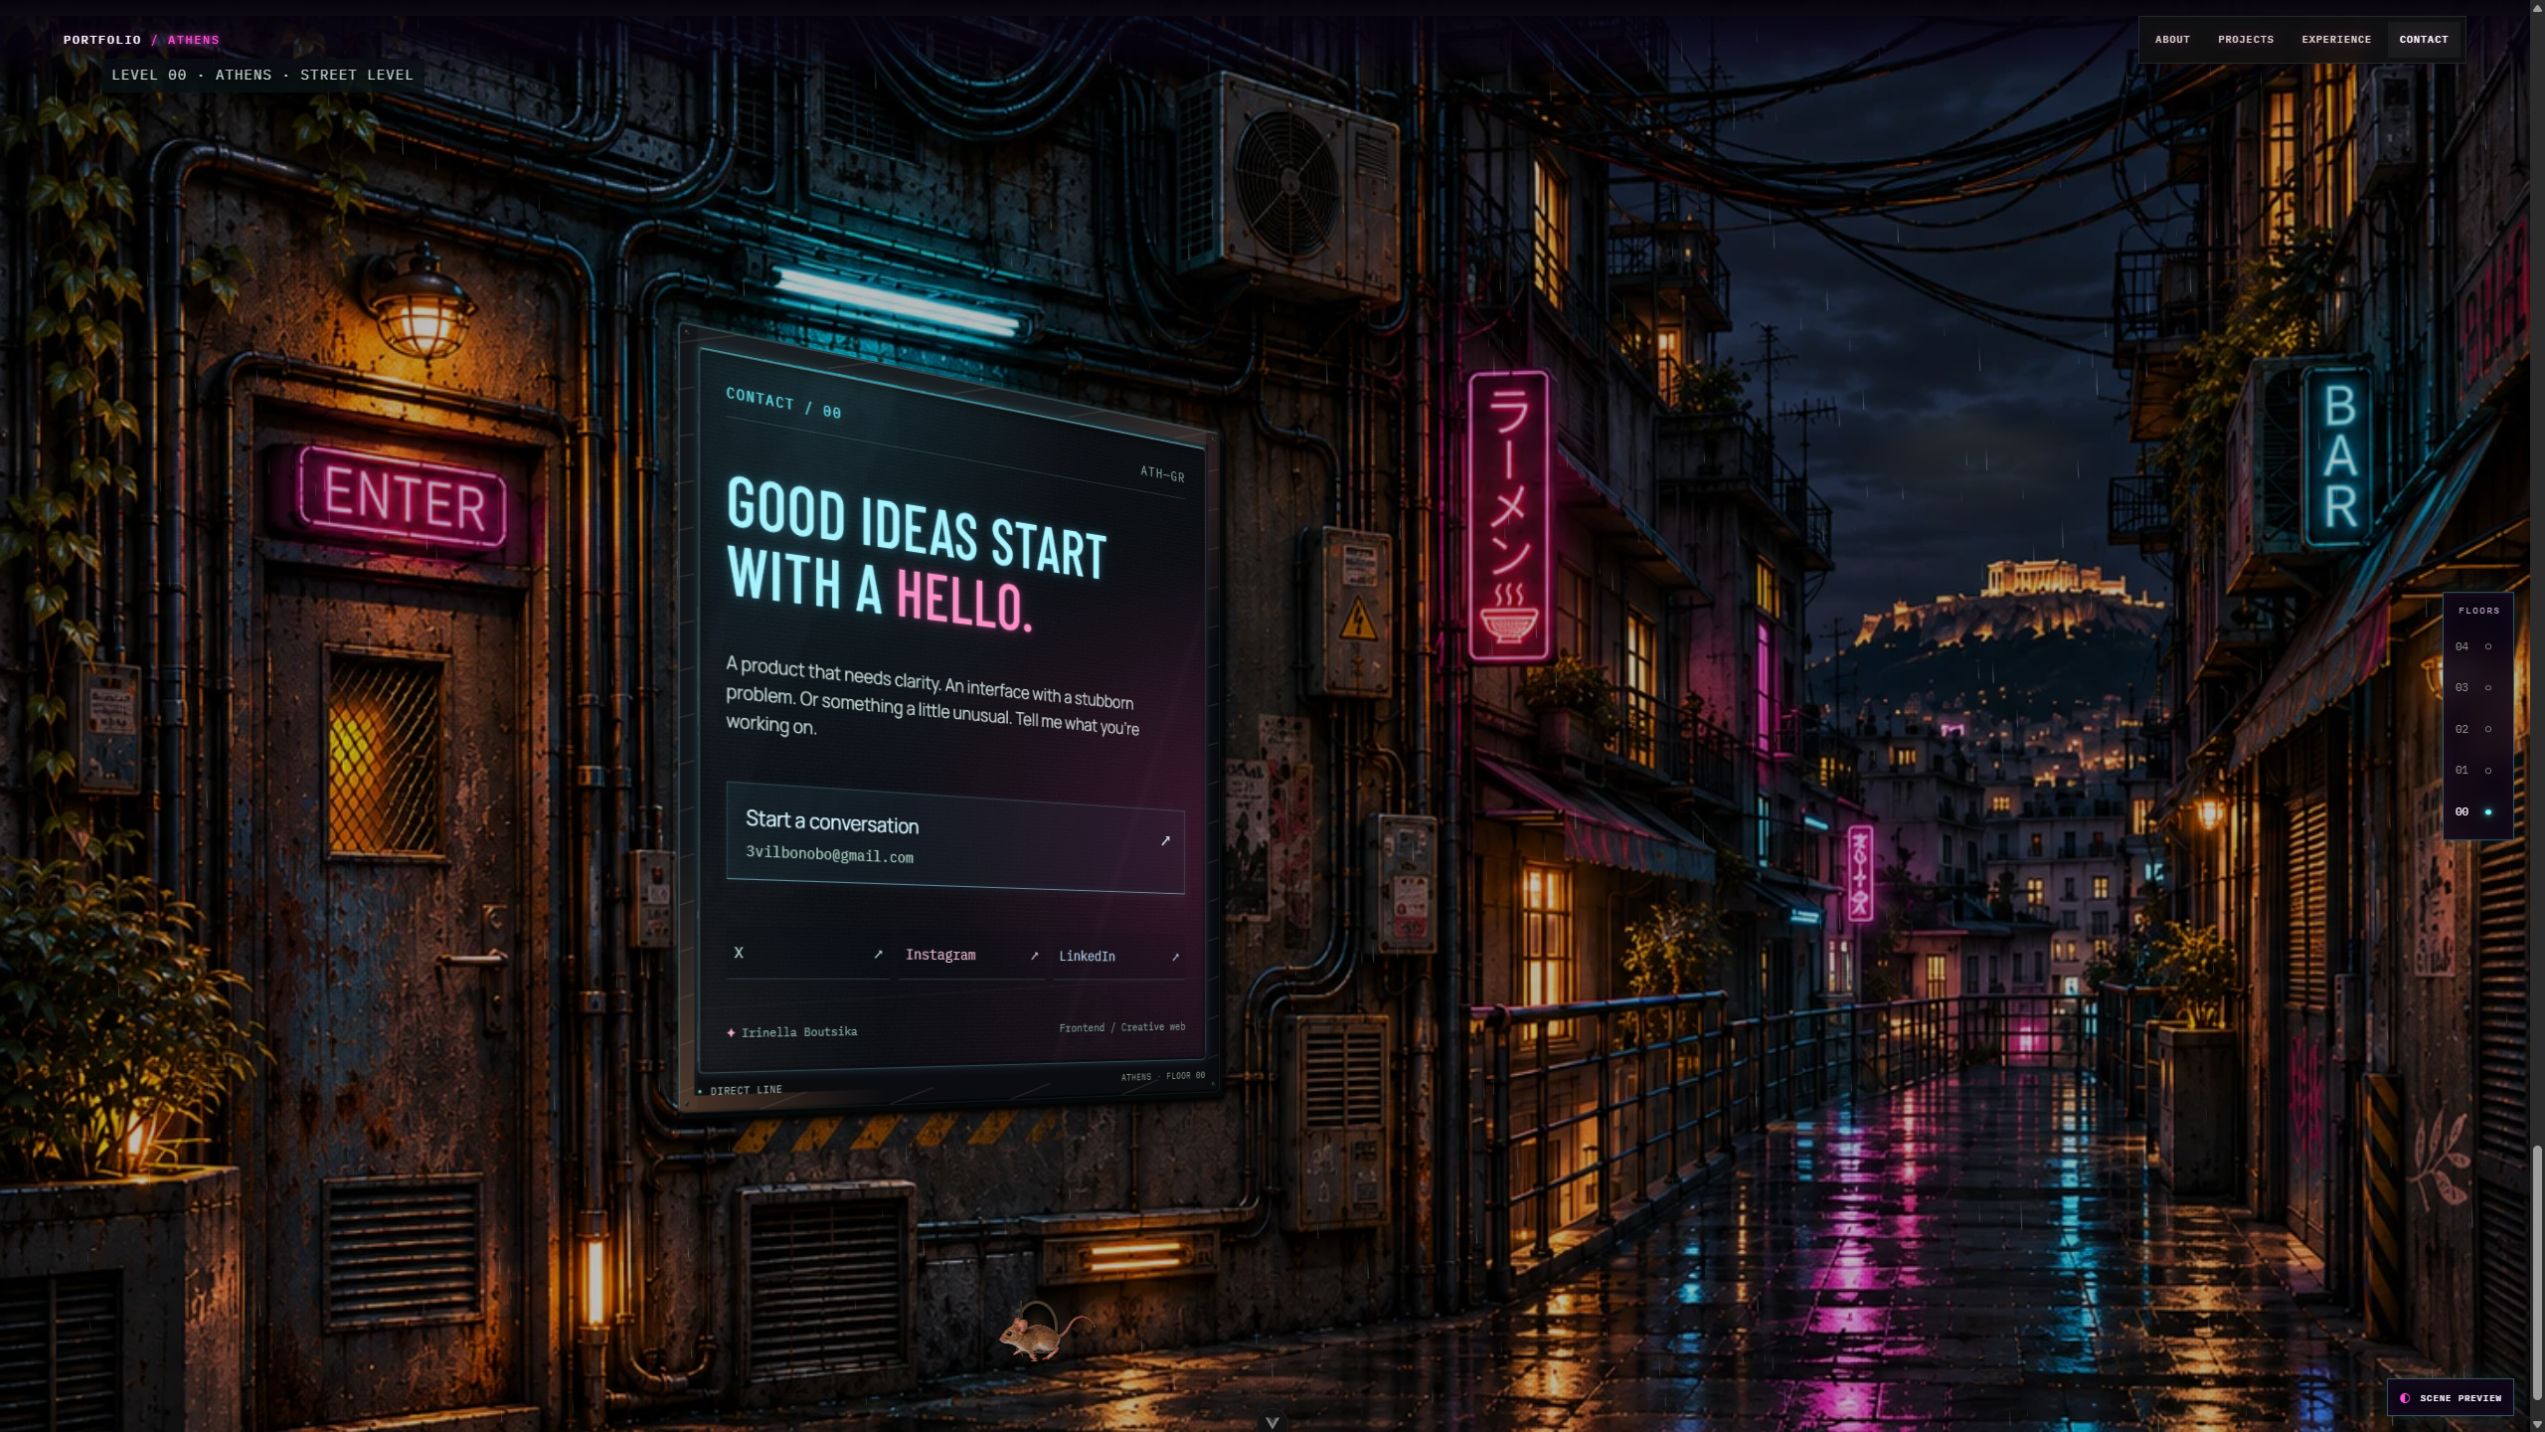 PORTFOLIO / ATHENS
ABOUT PROJECTS EXPERIENCE CONTACT
LEVEL 00 · ATHENS · STREET LEVEL
CONTACT / 00
ATH—GR
ENTER
GOOD IDEAS START
WITH A HELLO.
A product that needs clarity. An interface with a stubborn
problem. Or something a little unusual. Tell me what you're
working on.
Start a conversation ↗
3vilbonobo@gmail.com
X ↗ Instagram ↗ LinkedIn ↗
✦ Irinella Boutsika
Frontend / Creative web
DIRECT LINE
ATHENS · FLOOR 00
ラーメン
BAR
FLOORS
04
03
02
01
00
SCENE PREVIEW